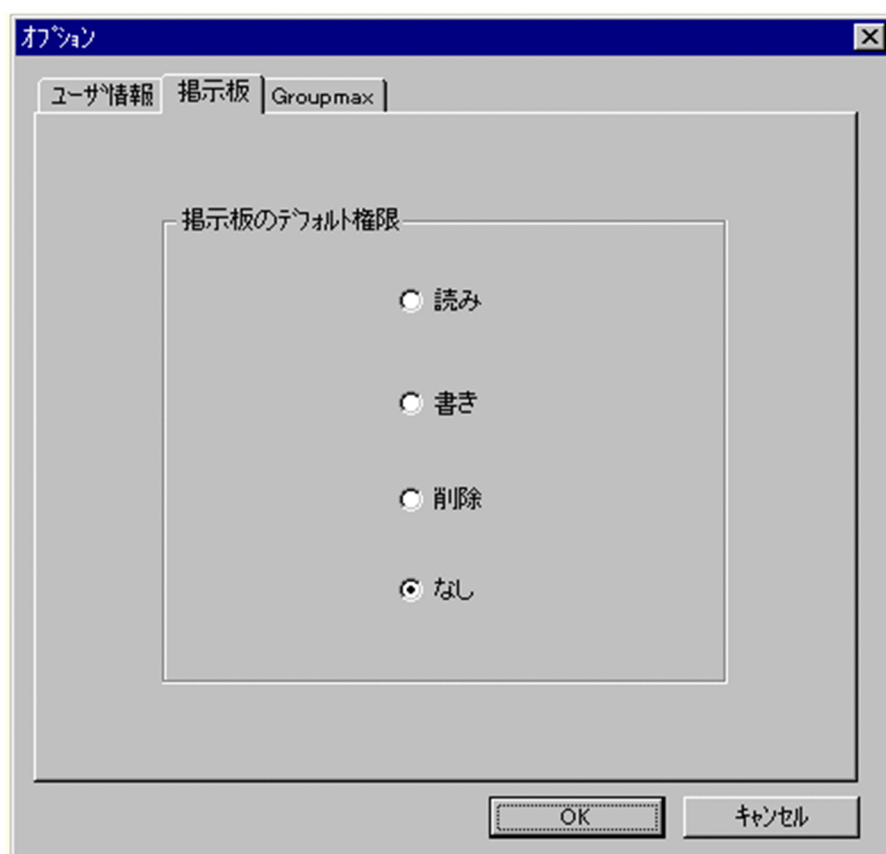 ｵﾌﾟｼｮﾝ
ﾕｰｻﾞ情報 掲示板 Groupmax
掲示板のﾃﾞﾌｫﾙﾄ権限
読み
書き
削除
なし
OK ｷｬﾝｾﾙ